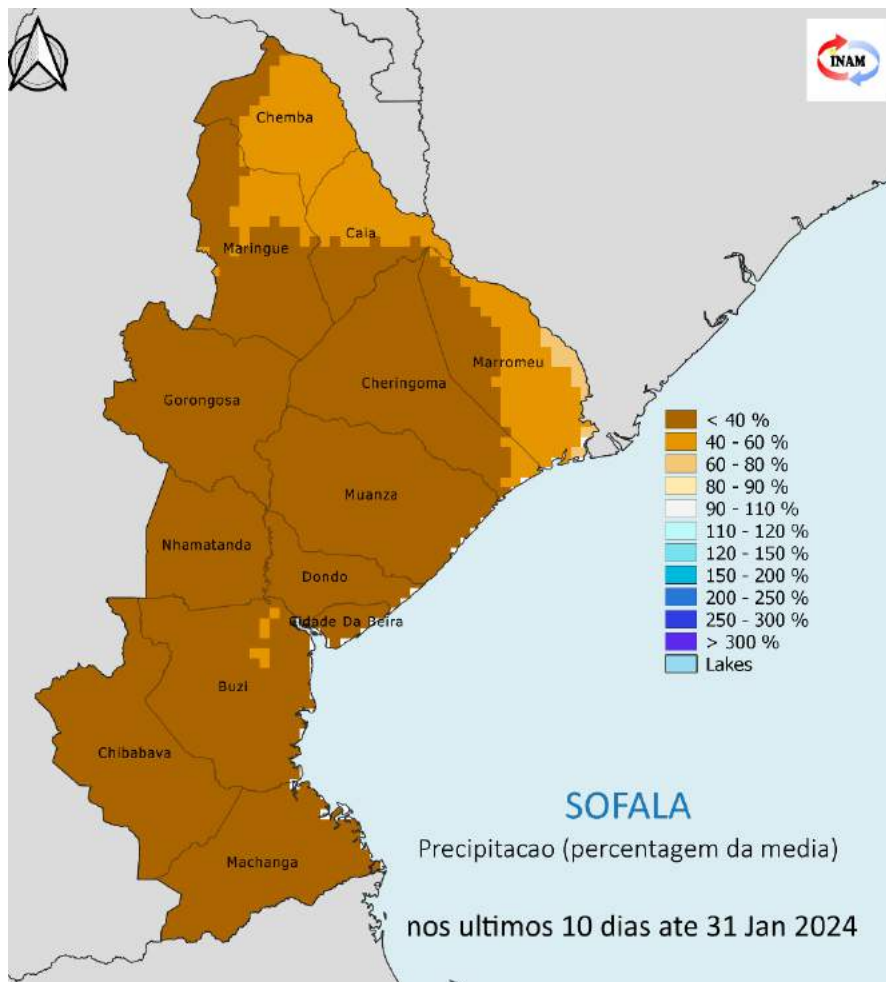 INAM
Chemba
Caia
Maringue
Marromeu
Cheringoma
Gorongosa
< 40 %
40 - 60 %
60 - 80 %
80 - 90 %
90 - 110 %
110 - 120 %
120 - 150 %
150 - 200 %
200 - 250 %
250 - 300 %
> 300 %
Lakes
Muanza
Nhamatanda
Dondo
Cidade Da Beira
Buzi
Chibabava
Machanga
SOFALA
Precipitacao (percentagem da media)
nos ultimos 10 dias ate 31 Jan 2024